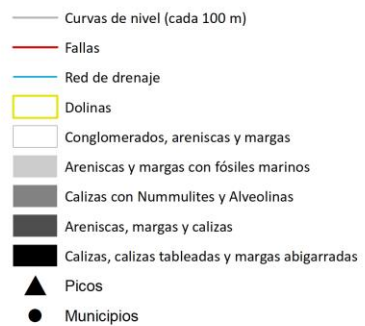 Curvas de nivel (cada 100 m)
Fallas
Red de drenaje
Dolinas
Conglomerados, areniscas y margas
Areniscas y margas con fósiles marinos
Calizas con Nummulites y Alveolinas
Areniscas, margas y calizas
Calizas, calizas tableadas y margas abigarradas
Picos
Municipios